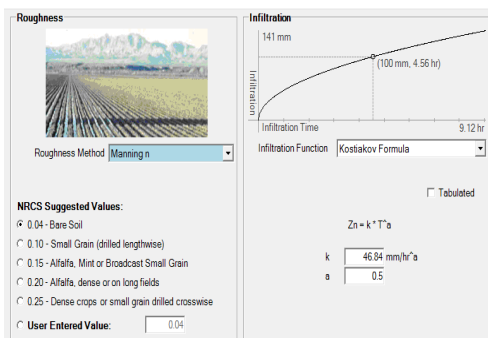 Roughness
Roughness Method Manning n
NRCS Suggested Values:
0.04 - Bare Soil
0.10 - Small Grain (drilled lengthwise)
0.15 - Alfalfa, Mint or Broadcast Small Grain
0.20 - Alfalfa, dense or on long fields
0.25 - Dense crops or small grain drilled crosswise
User Entered Value: 0.04
Infiltration
141 mm
(100 mm, 4.56 hr)
Infiltration
Infiltration Time 9.12 hr
Infiltration Function Kostiakov Formula
Tabulated
Zn = k * T^a
k 46.84 mm/hr^a
a 0.5